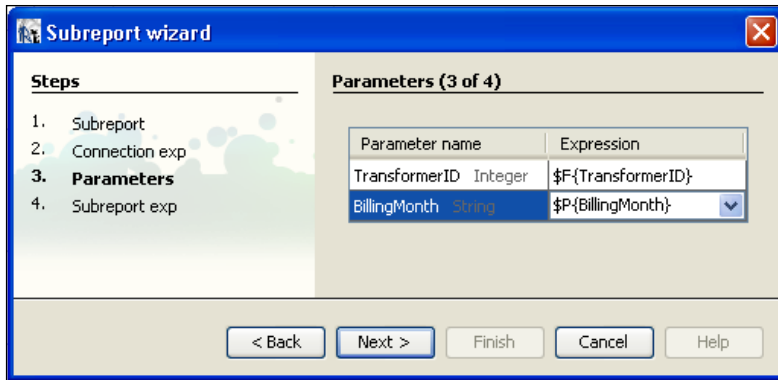 Subreport wizard
Steps
1. Subreport
2. Connection exp
3. Parameters
4. Subreport exp
Parameters (3 of 4)
Parameter name Expression
TransformerID Integer $F{TransformerID}
BillingMonth String $P{BillingMonth}
< Back Next > Finish Cancel Help